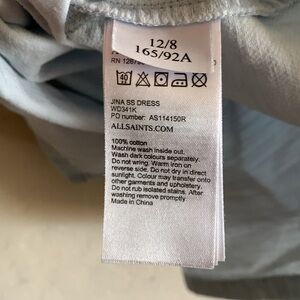 12/8
165/92A
JINA SS DRESS
WD341K
PO number: AS114150R
ALLSAINTS.COM
100% cotton
Machine wash inside out.
Wash dark colours separately.
Do not wring. Warm iron on
reverse side. Do not dry in direct
sunlight. Colour may transfer onto
other garments and upholstery.
Do not rub isolated stains. After
washing remove promptly
Made in China